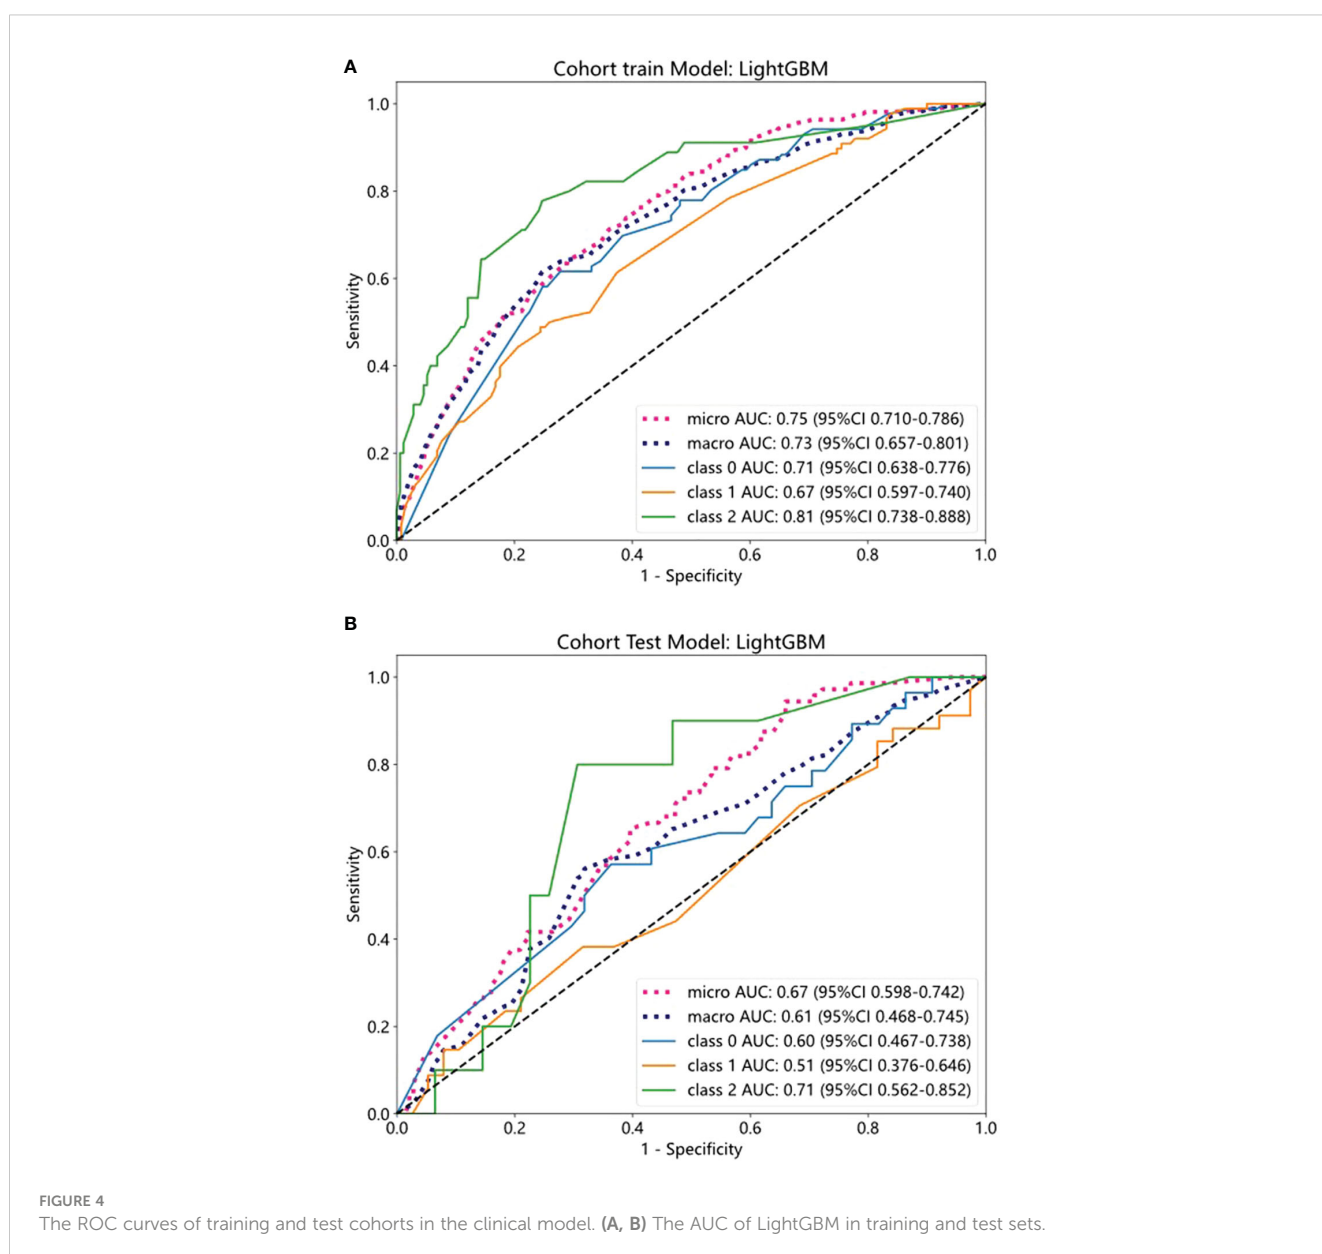 A
Cohort train Model: LightGBM
1.0
0.8
0.6
0.4
0.2
0.0
Sensitivity
micro AUC: 0.75 (95%CI 0.710-0.786)
macro AUC: 0.73 (95%CI 0.657-0.801)
class 0 AUC: 0.71 (95%CI 0.638-0.776)
class 1 AUC: 0.67 (95%CI 0.597-0.740)
class 2 AUC: 0.81 (95%CI 0.738-0.888)
0.0 0.2 0.4 0.6 0.8 1.0
1 - Specificity
B
Cohort Test Model: LightGBM
1.0
0.8
0.6
0.4
0.2
0.0
Sensitivity
micro AUC: 0.67 (95%CI 0.598-0.742)
macro AUC: 0.61 (95%CI 0.468-0.745)
class 0 AUC: 0.60 (95%CI 0.467-0.738)
class 1 AUC: 0.51 (95%CI 0.376-0.646)
class 2 AUC: 0.71 (95%CI 0.562-0.852)
0.0 0.2 0.4 0.6 0.8 1.0
1 - Specificity
FIGURE 4
The ROC curves of training and test cohorts in the clinical model. (A, B) The AUC of LightGBM in training and test sets.